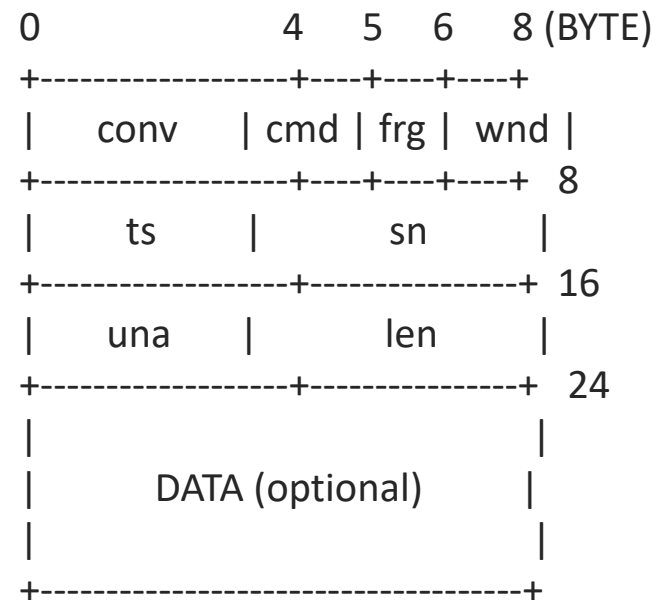 0 4 5 6 8 (BYTE)
+-------------------+----+----+----+
| conv | cmd | frg | wnd |
+-------------------+----+----+----+ 8
| ts | sn |
+-------------------+----------------+ 16
| una | len |
+-------------------+----------------+ 24
| |
| DATA (optional) |
| |
+------------------------------------+